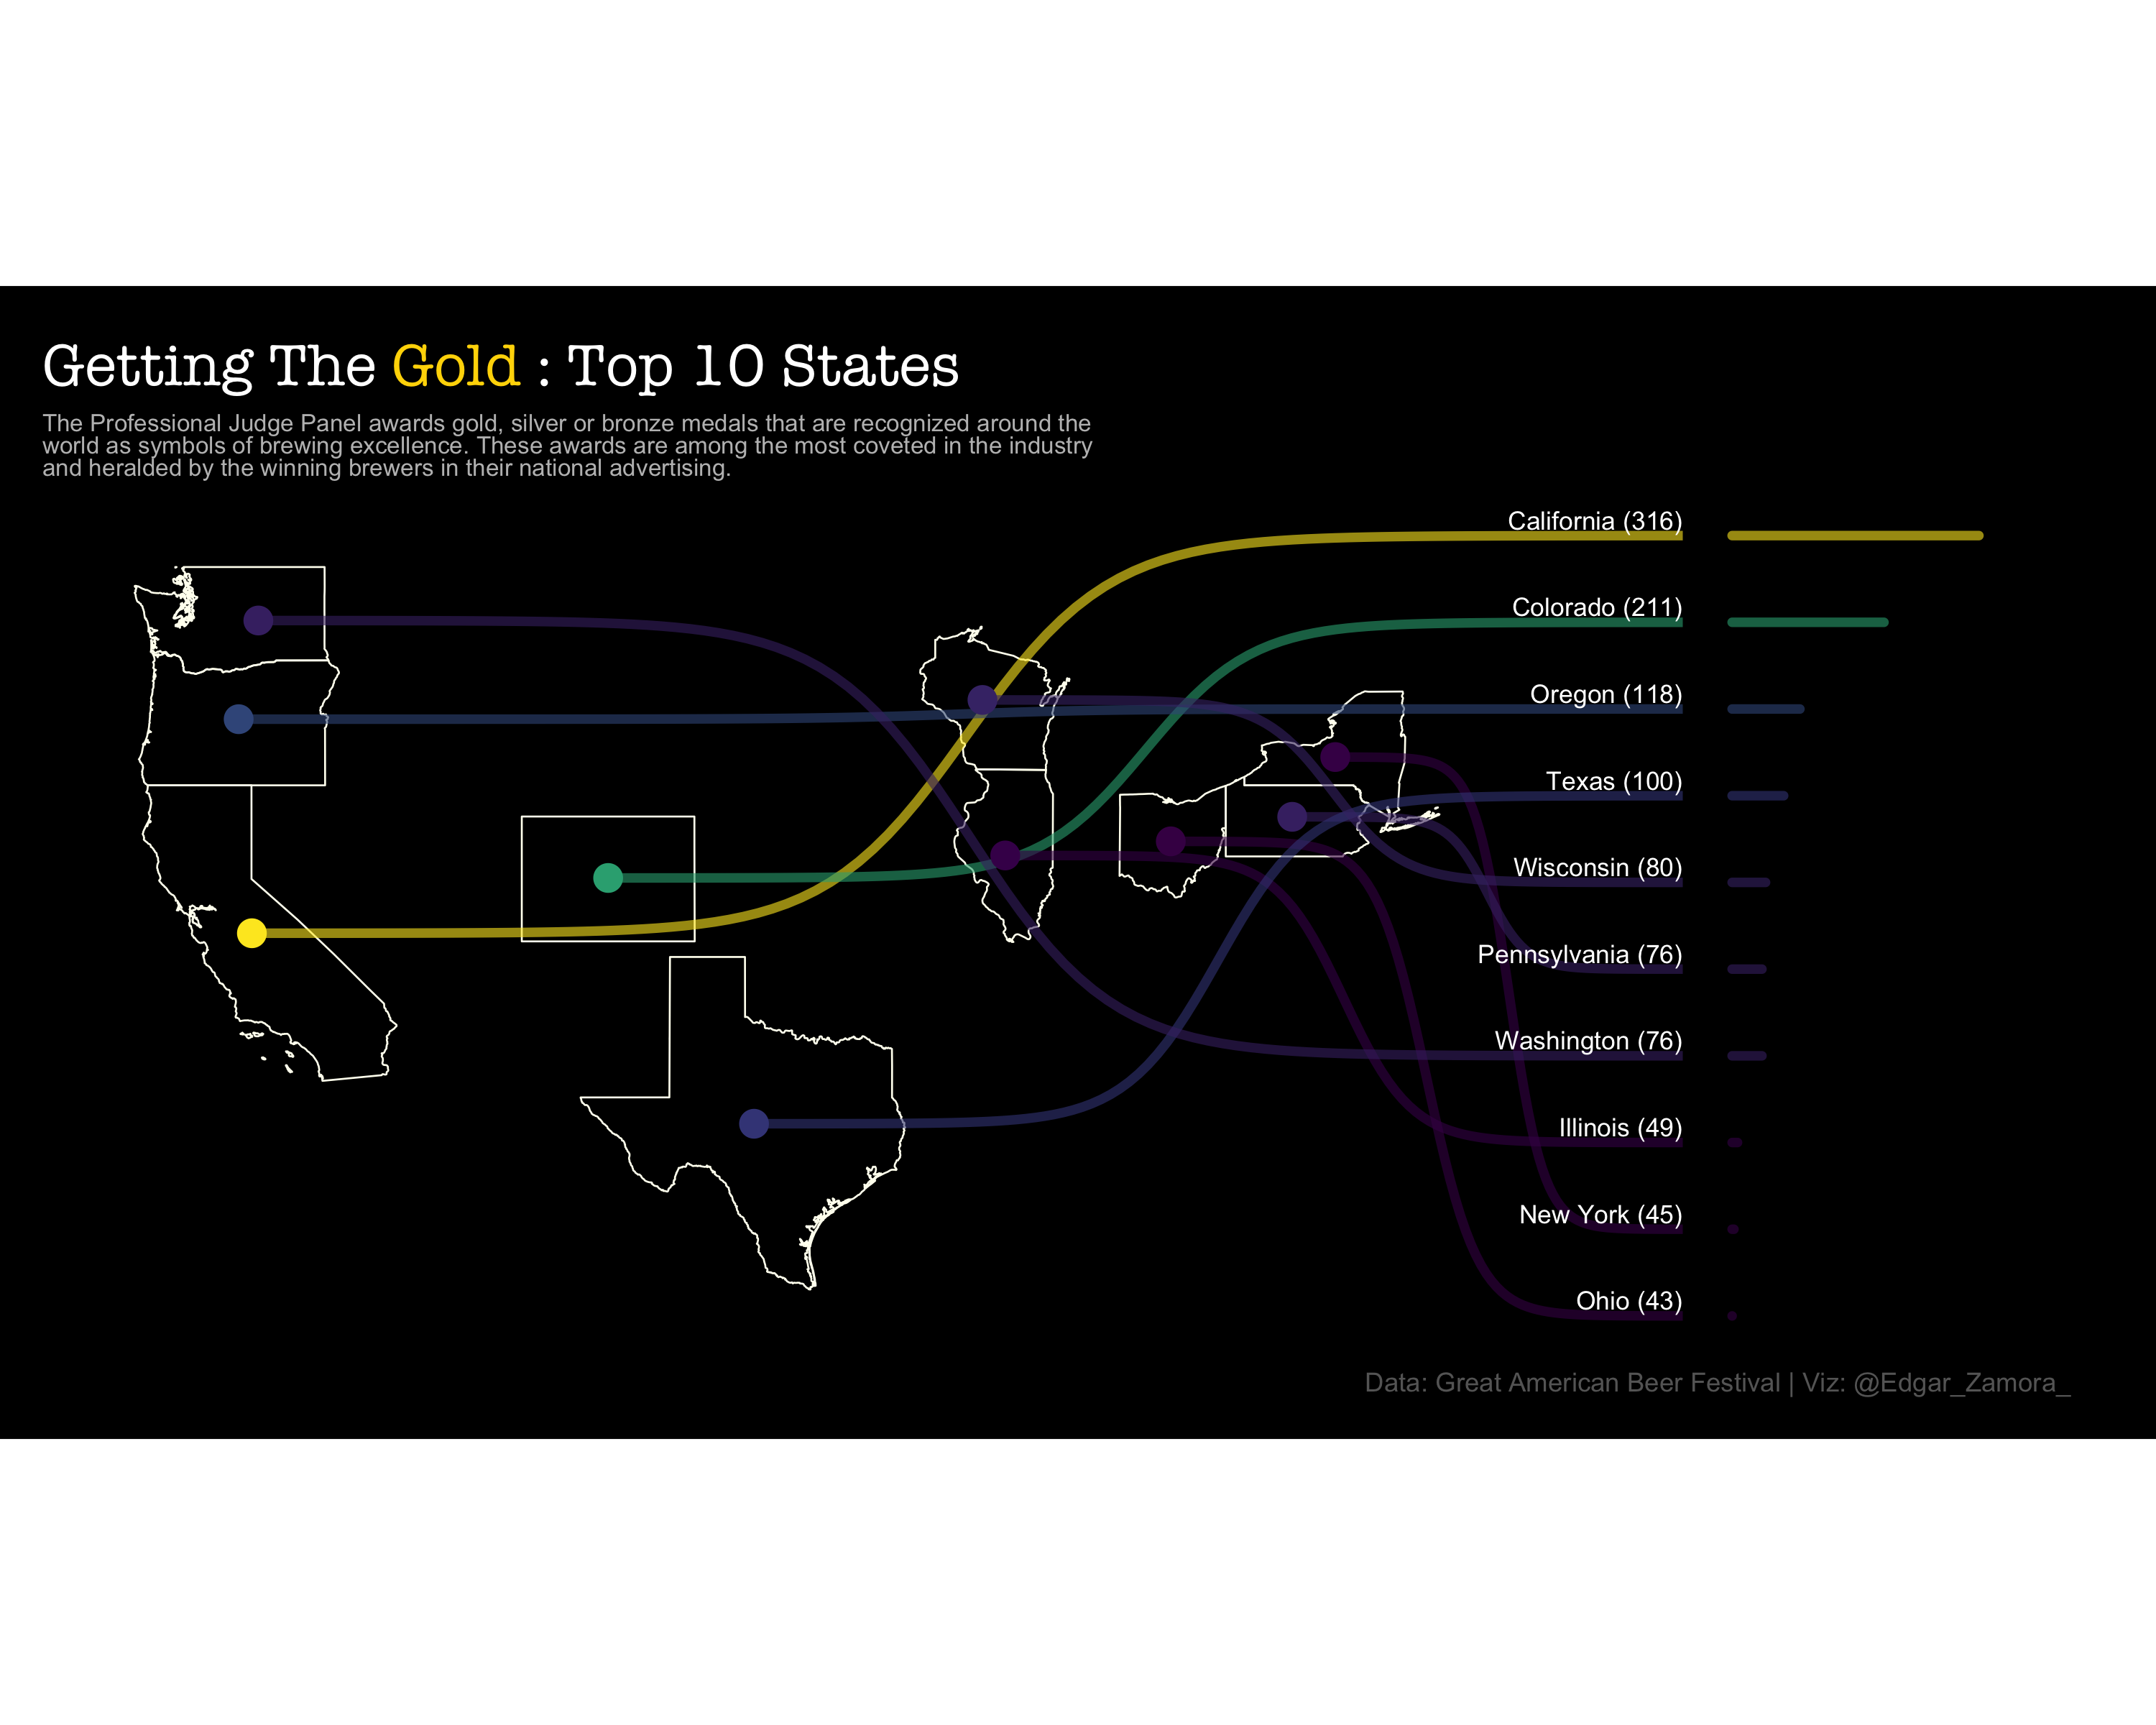 Getting The Gold : Top 10 States
The Professional Judge Panel awards gold, silver or bronze medals that are recognized around the
world as symbols of brewing excellence. These awards are among the most coveted in the industry
and heralded by the winning brewers in their national advertising.
California (316)
Colorado (211)
Oregon (118)
Texas (100)
Wisconsin (80)
Pennsylvania (76)
Washington (76)
Illinois (49)
New York (45)
Ohio (43)
Data: Great American Beer Festival | Viz: @Edgar_Zamora_